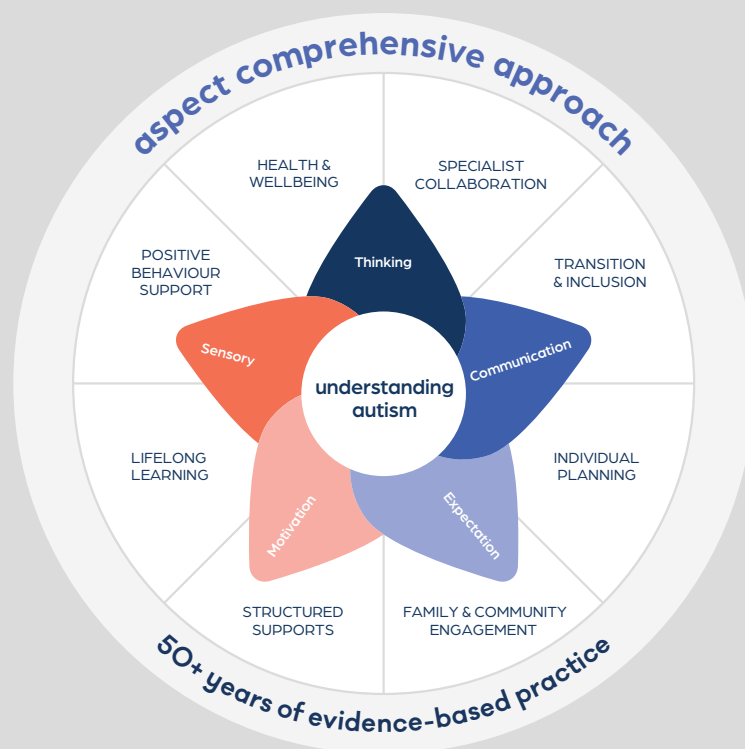 aspect comprehensive approach
HEALTH &
WELLBEING
SPECIALIST
COLLABORATION
POSITIVE
BEHAVIOUR
SUPPORT
Thinking
TRANSITION
& INCLUSION
Sensory
Communication
understanding
autism
LIFELONG
LEARNING
INDIVIDUAL
PLANNING
Motivation
Expectation
STRUCTURED
SUPPORTS
FAMILY & COMMUNITY
ENGAGEMENT
50+ years of evidence-based practice